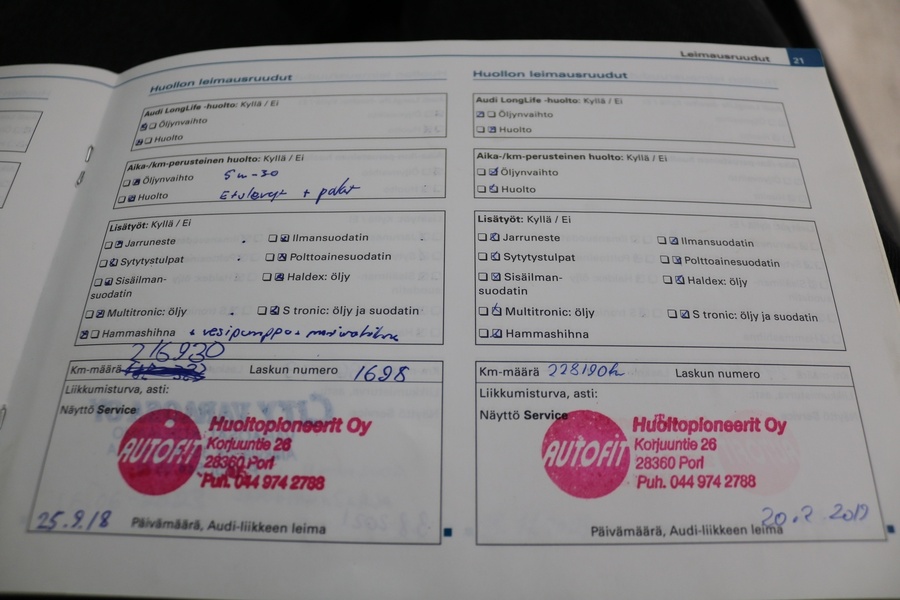 Leimausruudut 21
Huollon leimausruudut
Audi LongLife -huolto: Kyllä / Ei
Öljynvaihto
Huolto
Aika-/km-perusteinen huolto: Kyllä / Ei
Öljynvaihto 5w-30
Huolto Etulevyt + palat
Lisätyöt: Kyllä / Ei
Jarruneste Ilmansuodatin
Sytytystulpat Polttoainesuodatin
Sisäilman- Haldex: öljy
suodatin
Multitronic: öljy S tronic: öljy ja suodatin
Hammashihna + vesipumppu +
216930
Km-määrä Laskun numero 1698
Liikkumisturva, asti:
Näyttö Service
AUTOFIT
Huoltopioneerit Oy
Korjuuntie 26
28360 Pori
Puh. 044 974 2788
25.9.18 Päivämäärä, Audi-liikkeen leima
Huollon leimausruudut
Audi LongLife -huolto: Kyllä / Ei
Öljynvaihto
Huolto
Aika-/km-perusteinen huolto: Kyllä / Ei
Öljynvaihto
Huolto
Lisätyöt: Kyllä / Ei
Jarruneste Ilmansuodatin
Sytytystulpat Polttoainesuodatin
Sisäilman- Haldex: öljy
suodatin
Multitronic: öljy S tronic: öljy ja suodatin
Hammashihna
Km-määrä 228190 Laskun numero
Liikkumisturva, asti:
Näyttö Service
AUTOFIT
Huoltopioneerit Oy
Korjuuntie 26
28360 Pori
Puh. 044 974 2788
20.2.2019
Päivämäärä, Audi-liikkeen leima